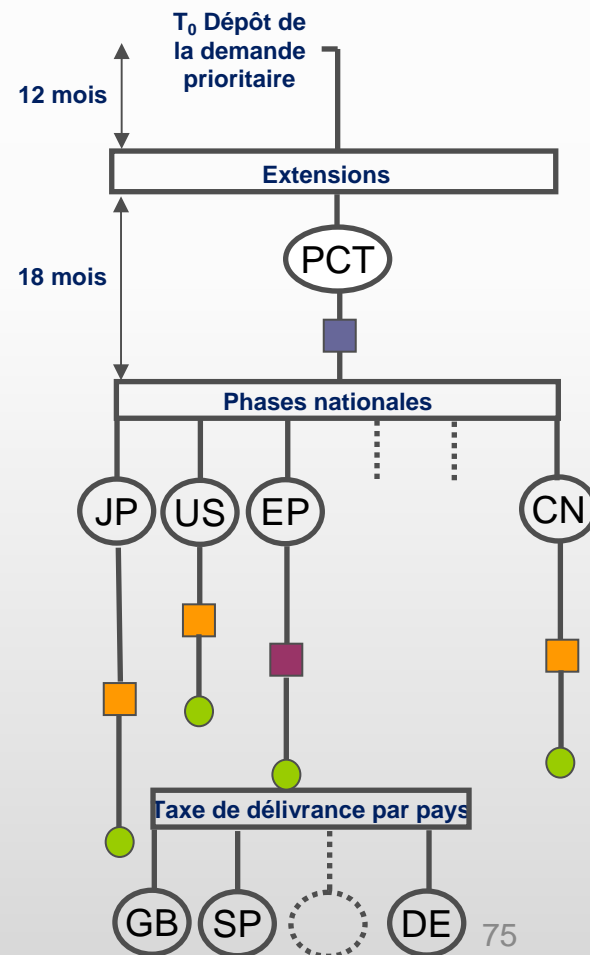 T₀ Dépôt de
la demande
prioritaire
12 mois
Extensions
PCT
18 mois
Phases nationales
JP US EP CN
Taxe de délivrance par pays
GB SP DE
75